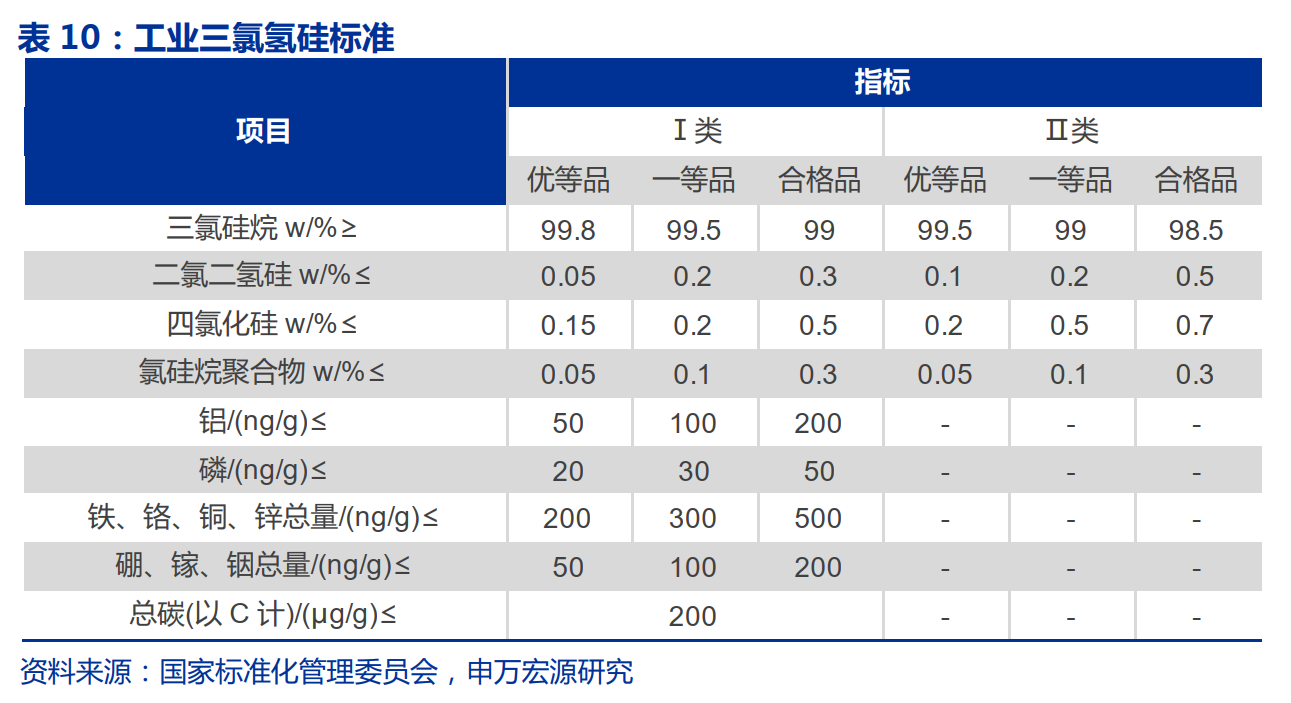 表 10：工业三氯氢硅标准
项目 指标
Ⅰ类 Ⅱ类
优等品 一等品 合格品 优等品 一等品 合格品
三氯硅烷 w/%≥ 99.8 99.5 99 99.5 99 98.5
二氯二氢硅 w/%≤ 0.05 0.2 0.3 0.1 0.2 0.5
四氯化硅 w/%≤ 0.15 0.2 0.5 0.2 0.5 0.7
氯硅烷聚合物 w/%≤ 0.05 0.1 0.3 0.05 0.1 0.3
铝/(ng/g)≤ 50 100 200 - - -
磷/(ng/g)≤ 20 30 50 - - -
铁、铬、铜、锌总量/(ng/g)≤ 200 300 500 - - -
硼、镓、铟总量/(ng/g)≤ 50 100 200 - - -
总碳(以 C 计)/(μg/g)≤ 200 - - -
资料来源：国家标准化管理委员会，申万宏源研究